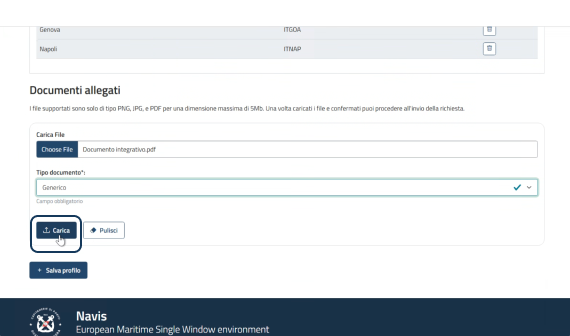 Genova ITGOA
Napoli ITNAP
Documenti allegati
I file supportati sono solo di tipo PNG, JPG, e PDF per una dimensione massima di 5Mb. Una volta caricati i file e confermati puoi procedere all'invio della richiesta.
Carica File
Choose File Documento integrativo.pdf
Tipo documento*:
Generico
Campo obbligatorio
Carica Pulisci
+ Salva profilo
Navis
European Maritime Single Window environment